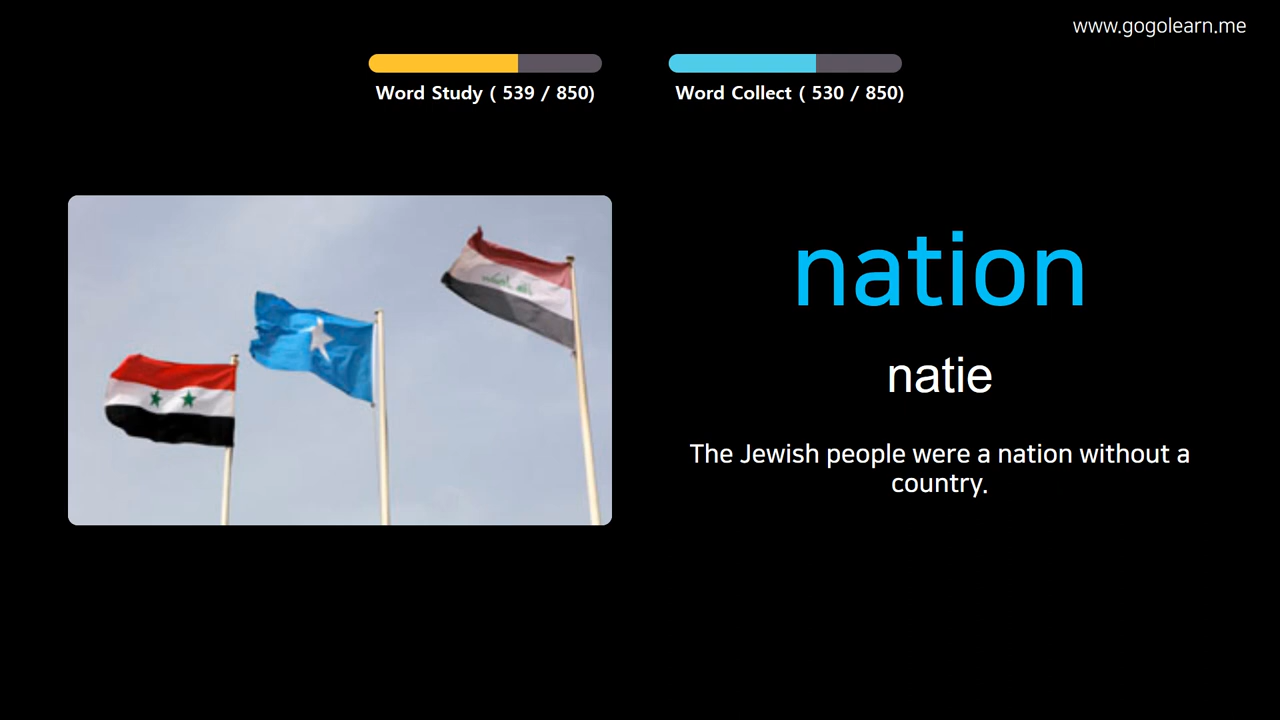 www.gogolearn.me
Word Study ( 539 / 850)
Word Collect ( 530 / 850)
nation
natie
The Jewish people were a nation without a
country.